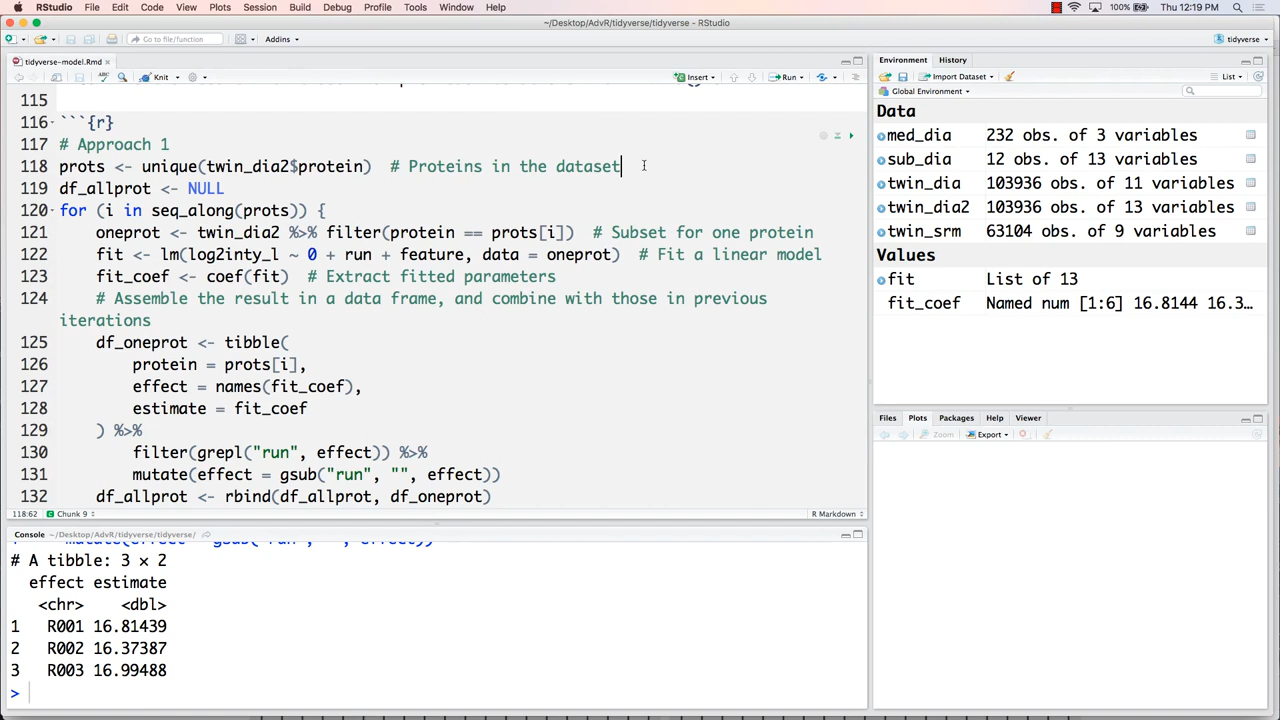 RStudio File Edit Code View Plots Session Build Debug Profile Tools Window Help 100% Thu 12:19 PM
~/Desktop/AdvR/tidyverse/tidyverse - RStudio
Go to file/function Addins tidyverse
tidyverse-model.Rmd
Knit Insert Run
115
116 ```{r}
117 # Approach 1
118 prots <- unique(twin_dia2$protein)  # Proteins in the dataset
119 df_allprot <- NULL
120 for (i in seq_along(prots)) {
121     oneprot <- twin_dia2 %>% filter(protein == prots[i])  # Subset for one protein
122     fit <- lm(log2inty_l ~ 0 + run + feature, data = oneprot)  # Fit a linear model
123     fit_coef <- coef(fit)  # Extract fitted parameters
124     # Assemble the result in a data frame, and combine with those in previous
iterations
125     df_oneprot <- tibble(
126         protein = prots[i],
127         effect = names(fit_coef),
128         estimate = fit_coef
129     ) %>%
130         filter(grepl("run", effect)) %>%
131         mutate(effect = gsub("run", "", effect))
132     df_allprot <- rbind(df_allprot, df_oneprot)
118:62 Chunk 9 R Markdown
Console ~/Desktop/AdvR/tidyverse/tidyverse/
mutate(effect = gsub("run", "", effect))
# A tibble: 3 × 2
effect estimate
<chr> <dbl>
1 R001 16.81439
2 R002 16.37387
3 R003 16.99488
>
Environment History
Import Dataset List
Global Environment
Data
med_dia 232 obs. of 3 variables
sub_dia 12 obs. of 13 variables
twin_dia 103936 obs. of 11 variables
twin_dia2 103936 obs. of 13 variables
twin_srm 63104 obs. of 9 variables
Values
fit List of 13
fit_coef Named num [1:6] 16.8144 16.3…
Files Plots Packages Help Viewer
Zoom Export